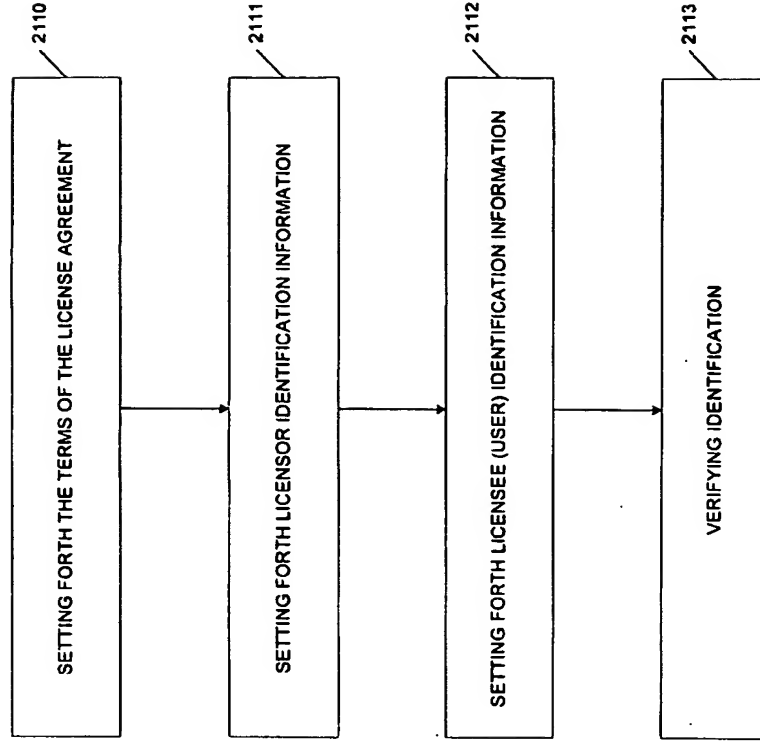 SETTING FORTH THE TERMS OF THE LICENSE AGREEMENT
2110
SETTING FORTH LICENSOR IDENTIFICATION INFORMATION
2111
SETTING FORTH LICENSEE (USER) IDENTIFICATION INFORMATION
2112
VERIFYING IDENTIFICATION
2113